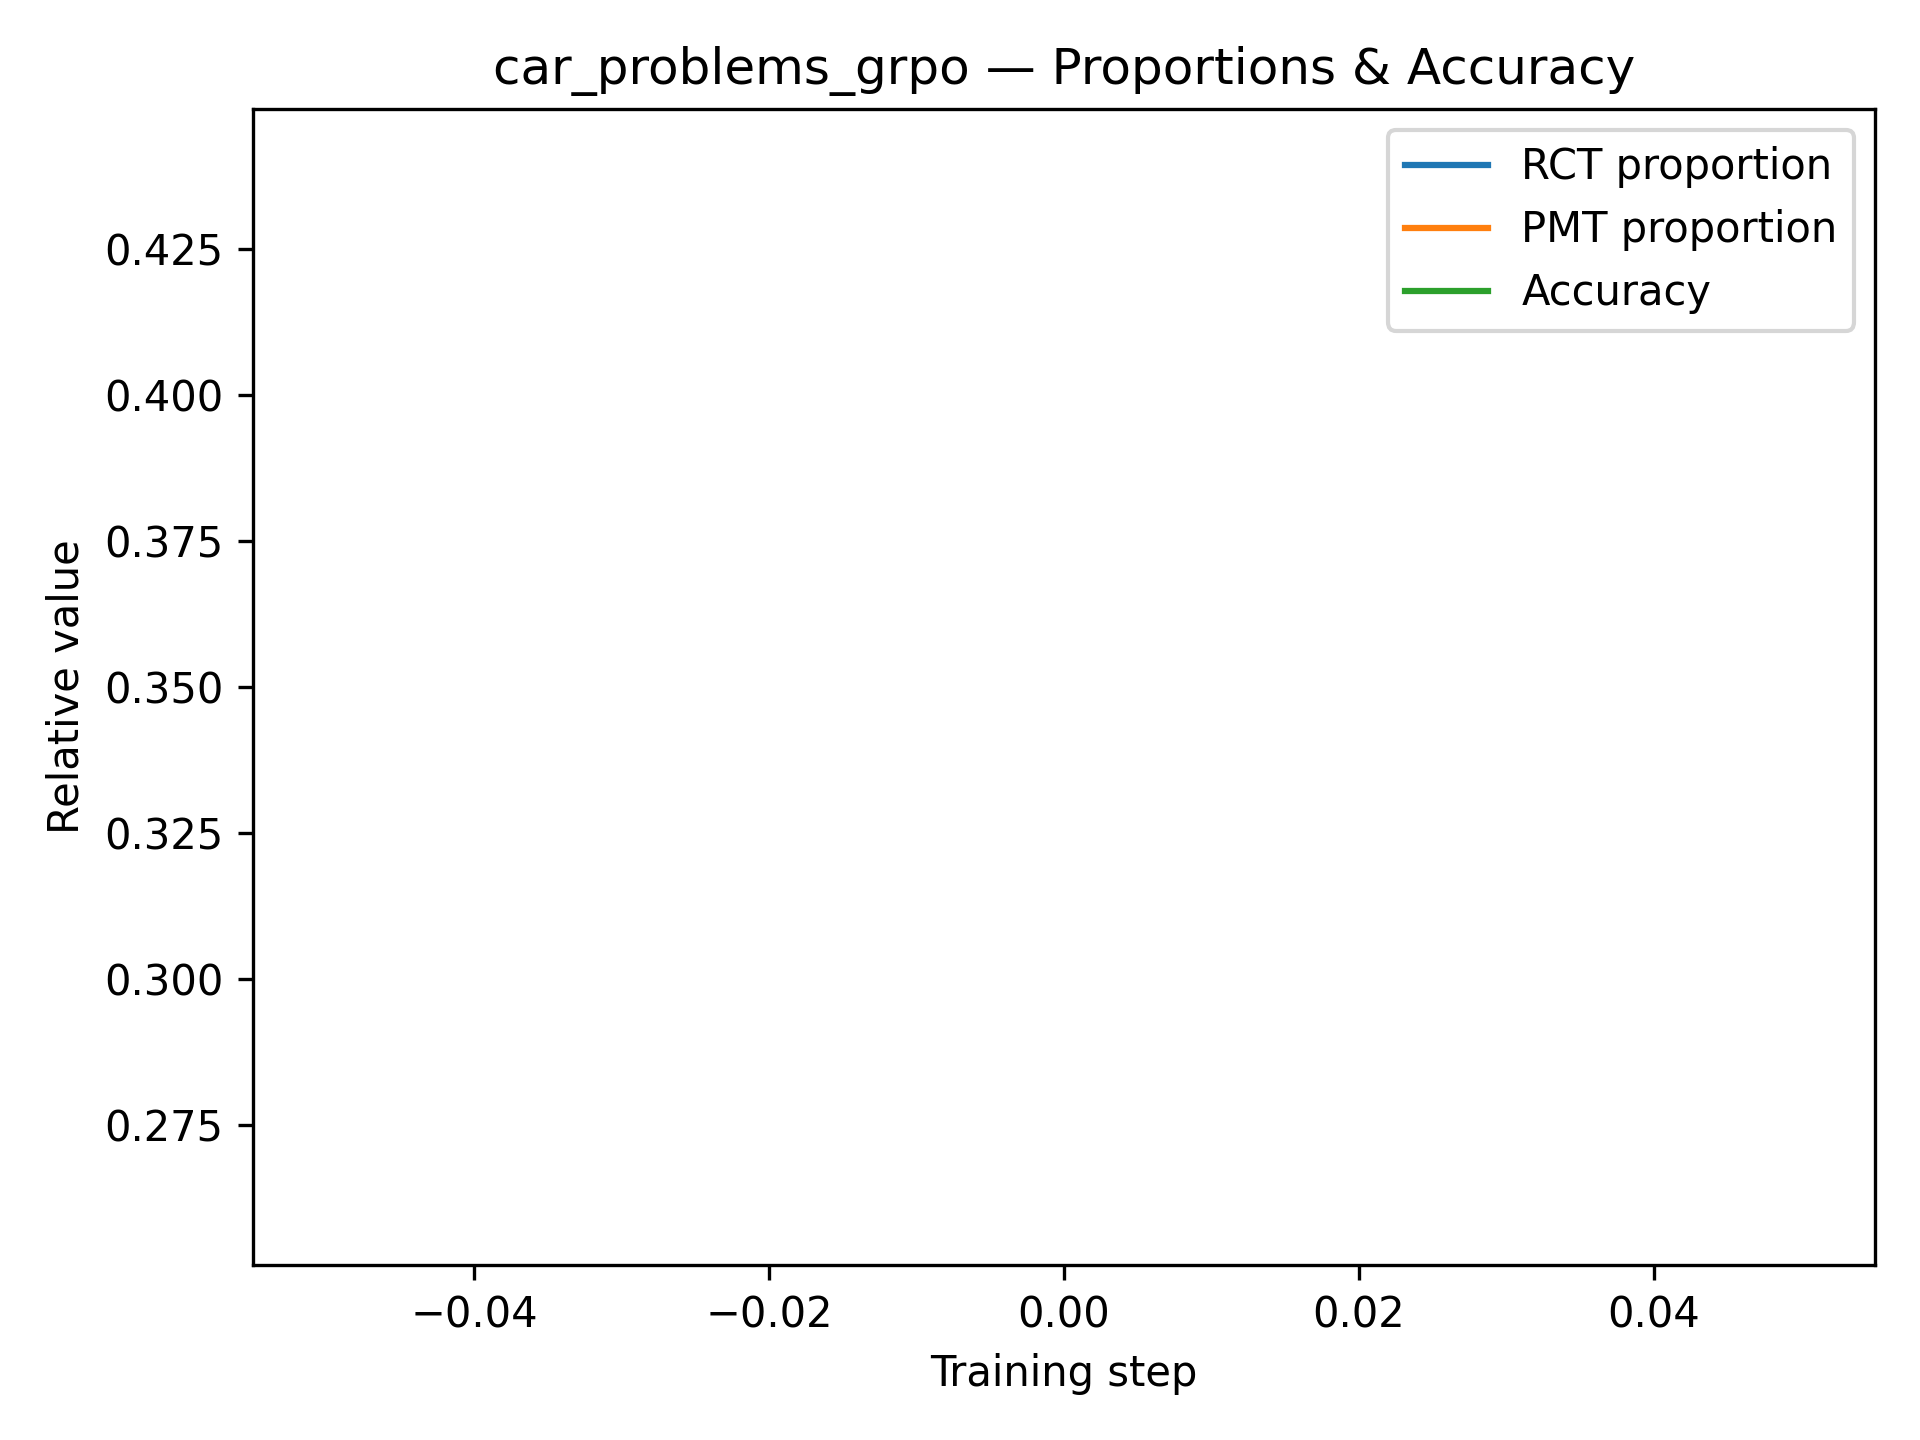 car_problems_grpo — Proportions & Accuracy
RCT proportion
PMT proportion
Accuracy
Relative value
0.425
0.400
0.375
0.350
0.325
0.300
0.275
−0.04
−0.02
0.00
0.02
0.04
Training step